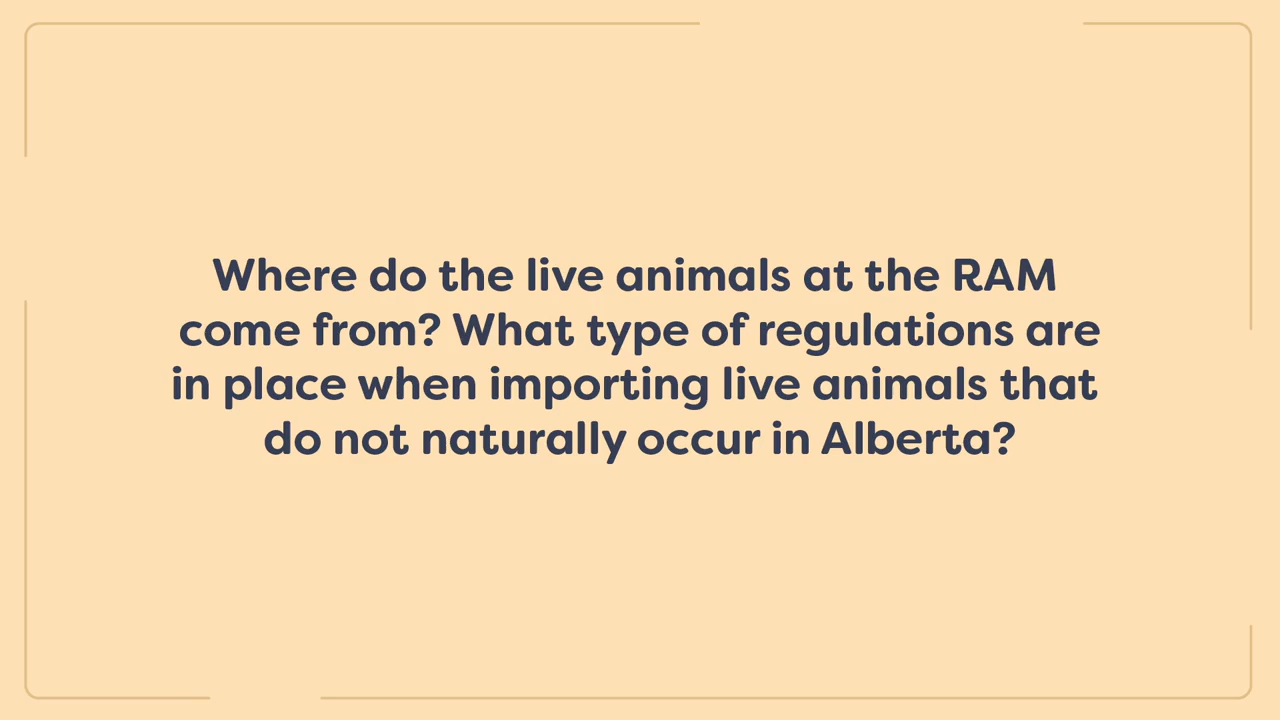 Where do the live animals at the RAM
come from? What type of regulations are
in place when importing live animals that
do not naturally occur in Alberta?